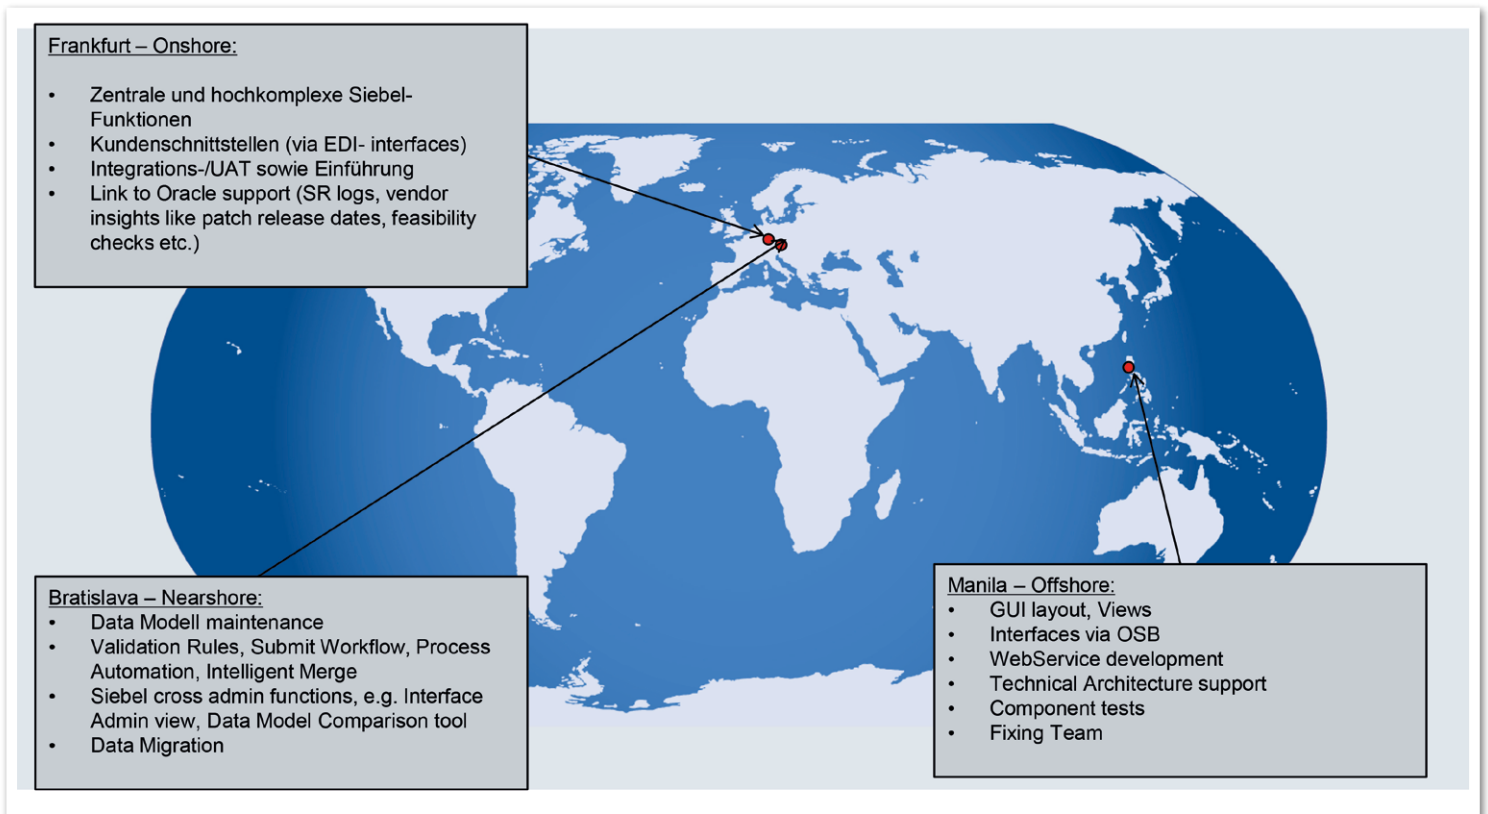 Frankfurt – Onshore:
• Zentrale und hochkomplexe Siebel-
Funktionen
• Kundenschnittstellen (via EDI- interfaces)
• Integrations-/UAT sowie Einführung
• Link to Oracle support (SR logs, vendor
insights like patch release dates, feasibility
checks etc.)
Bratislava – Nearshore:
• Data Modell maintenance
• Validation Rules, Submit Workflow, Process
Automation, Intelligent Merge
• Siebel cross admin functions, e.g. Interface
Admin view, Data Model Comparison tool
• Data Migration
Manila – Offshore:
• GUI layout, Views
• Interfaces via OSB
• WebService development
• Technical Architecture support
• Component tests
• Fixing Team